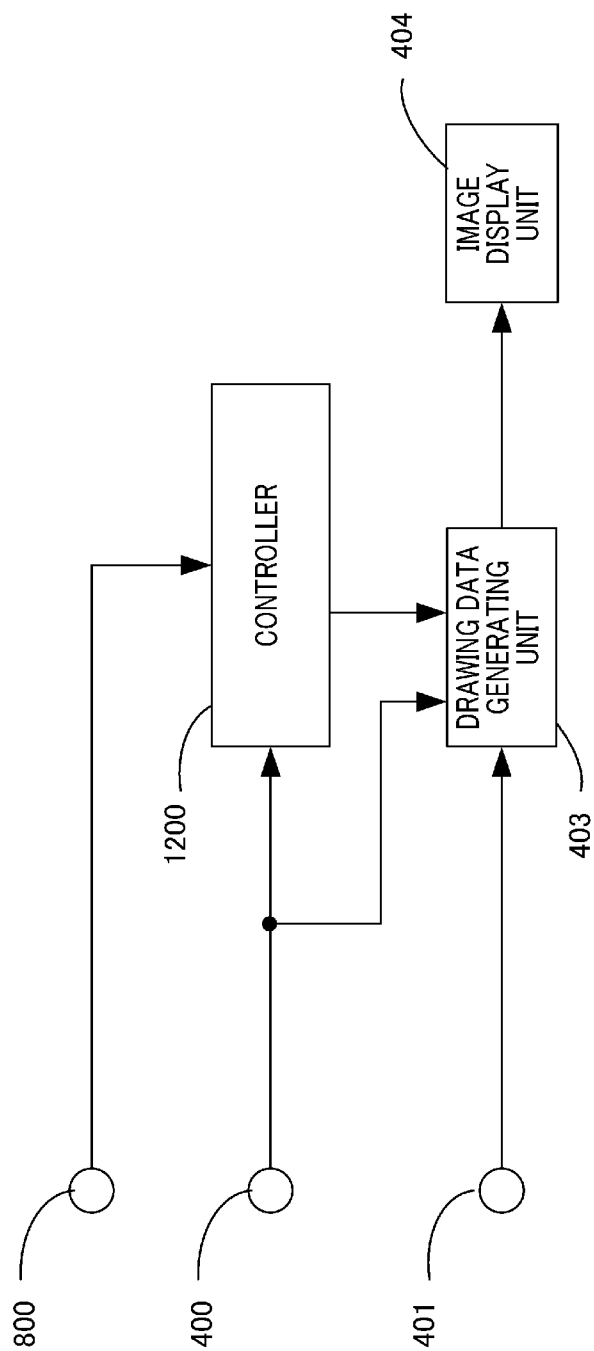 800
400
401
1200
CONTROLLER
DRAWING DATA
GENERATING
UNIT
403
IMAGE
DISPLAY
UNIT
404